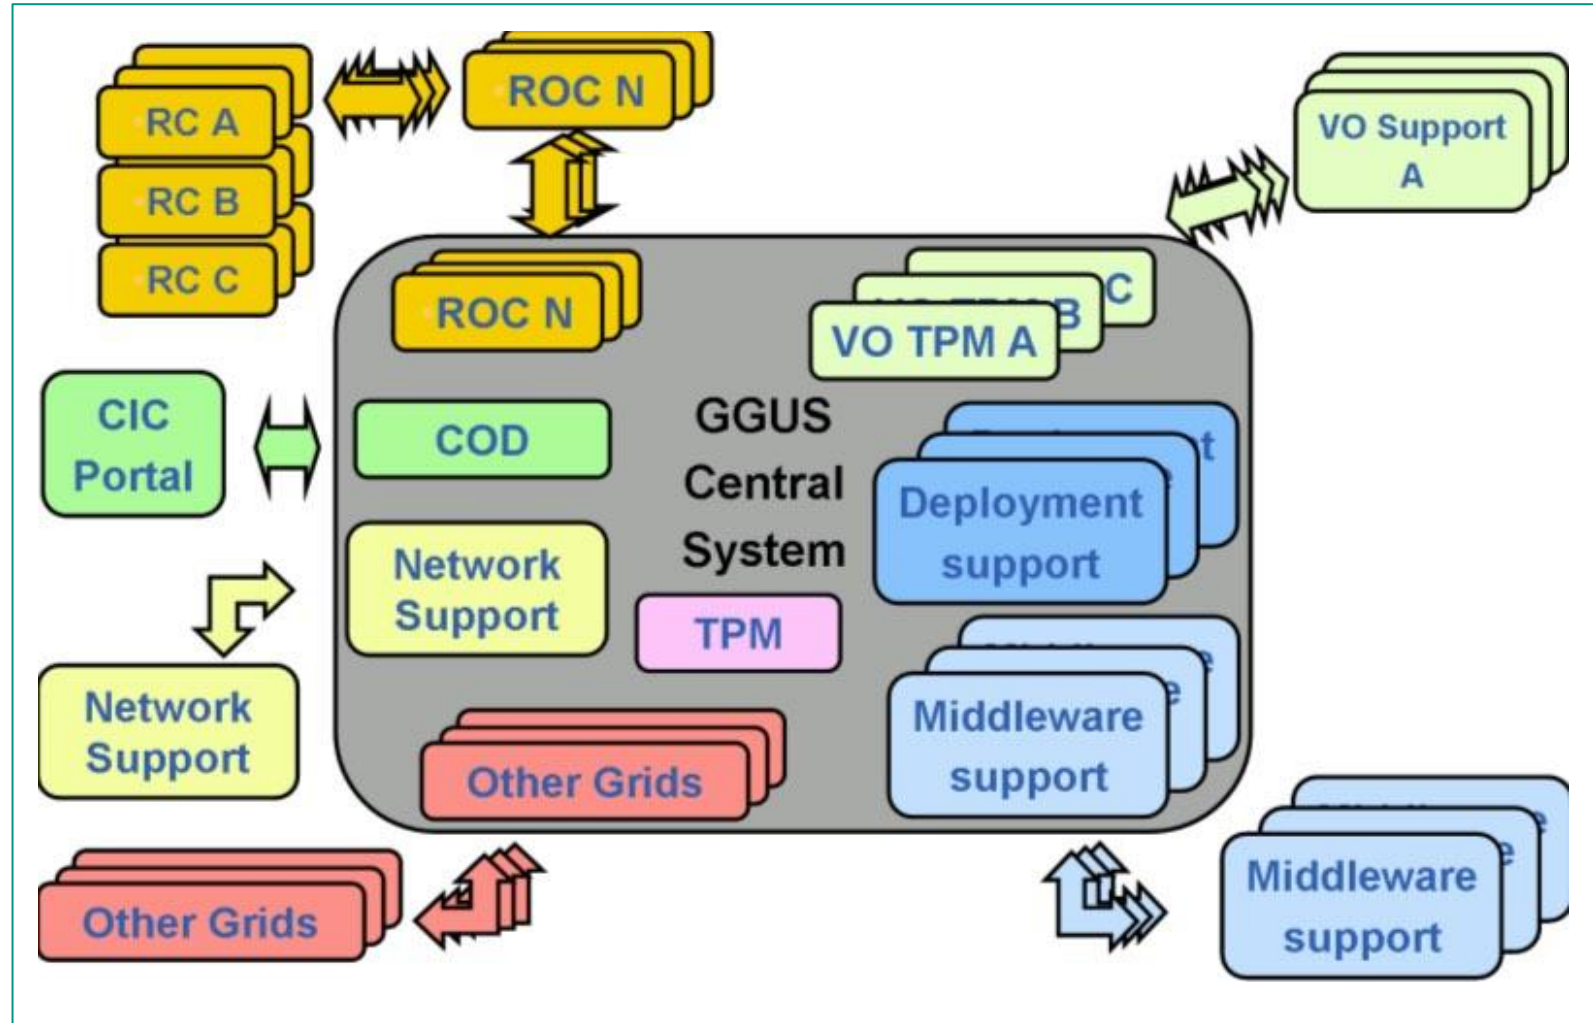 RC A
RC B
RC C
ROC N
VO Support
A
ROC N
C
B
VO TPM A
CIC
Portal
COD
GGUS
Central
System
Deployment
support
Network
Support
TPM
Network
Support
Middleware
support
Other Grids
Other Grids
Middleware
support